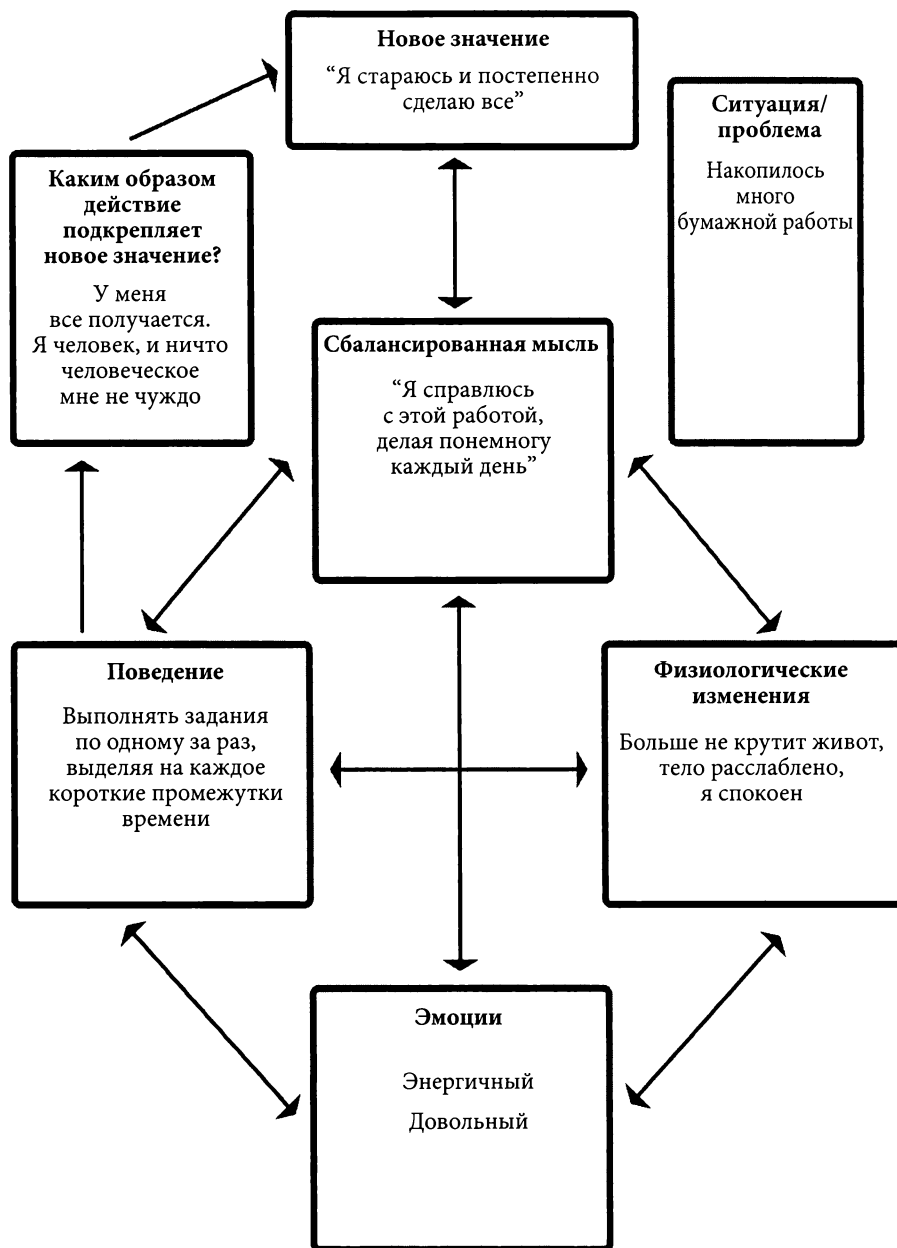 Новое значение
“Я стараюсь и постепенно
сделаю все”
Ситуация/
проблема
Накопилось
много
бумажной работы
Каким образом
действие
подкрепляет
новое значение?
У меня
все получается.
Я человек, и ничто
человеческое
мне не чуждо
Сбалансированная мысль
“Я справлюсь
с этой работой,
делая понемногу
каждый день”
Поведение
Выполнять задания
по одному за раз,
выделяя на каждое
короткие промежутки
времени
Физиологические
изменения
Больше не крутит живот,
тело расслаблено,
я спокоен
Эмоции
Энергичный
Довольный